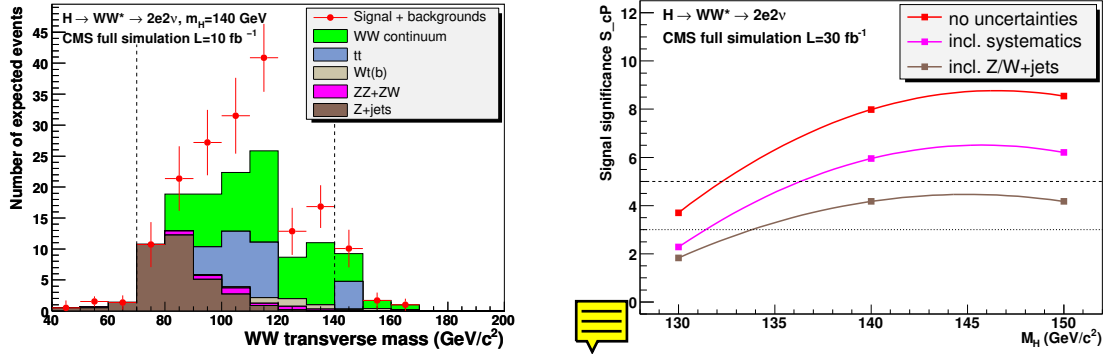 H → WW* → 2e2ν, mH=140 GeV
CMS full simulation L=10 fb⁻¹
Signal + backgrounds
WW continuum
tt
Wt(b)
ZZ+ZW
Z+jets
Number of expected events
45
40
35
30
25
20
15
10
5
0
40 60 80 100 120 140 160 180 200
WW transverse mass (GeV/c²)
H → WW* → 2e2ν
CMS full simulation L=30 fb⁻¹
no uncertainties
incl. systematics
incl. Z/W+jets
Signal significance S_cP
12
10
8
6
4
2
0
130 135 140 145 150
M_H (GeV/c²)